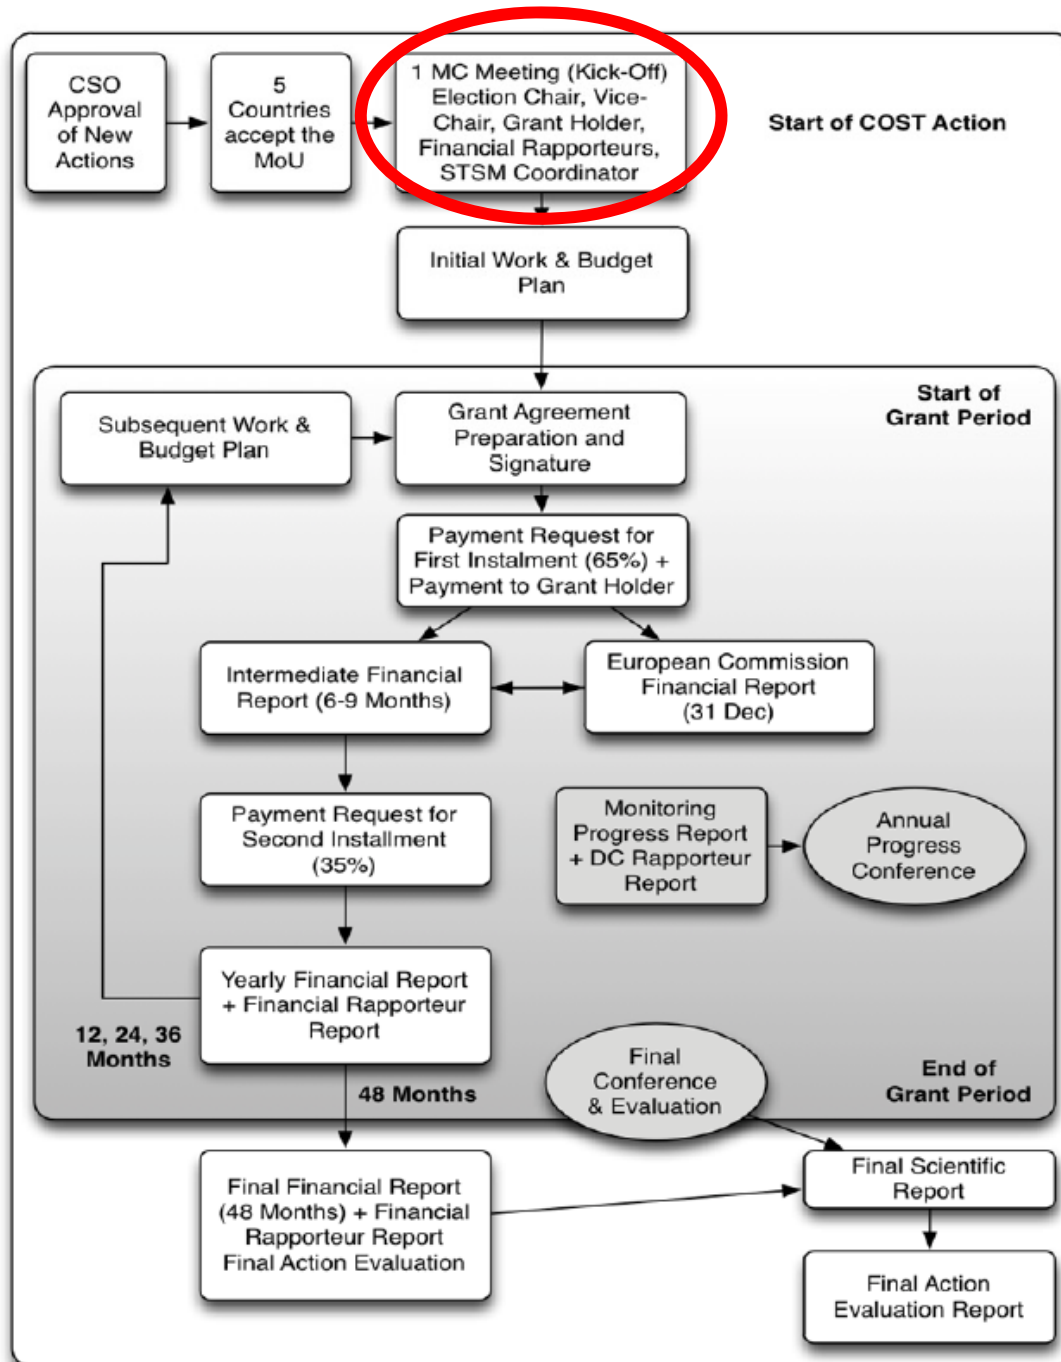 CSO
Approval
of New
Actions
5
Countries
accept the
MoU
1 MC Meeting (Kick-Off)
Election Chair, Vice-
Chair, Grant Holder,
Financial Rapporteurs,
STSM Coordinator
Start of COST Action
Initial Work & Budget
Plan
Start of
Grant Period
Subsequent Work &
Budget Plan
Grant Agreement
Preparation and
Signature
Payment Request for
First Instalment (65%) +
Payment to Grant Holder
Intermediate Financial
Report (6-9 Months)
European Commission
Financial Report
(31 Dec)
Payment Request for
Second Installment
(35%)
Monitoring
Progress Report
+ DC Rapporteur
Report
Annual
Progress
Conference
Yearly Financial Report
+ Financial Rapporteur
Report
12, 24, 36
Months
48 Months
Final
Conference
& Evaluation
End of
Grant Period
Final Financial Report
(48 Months) + Financial
Rapporteur Report
Final Action Evaluation
Final Scientific
Report
Final Action
Evaluation Report